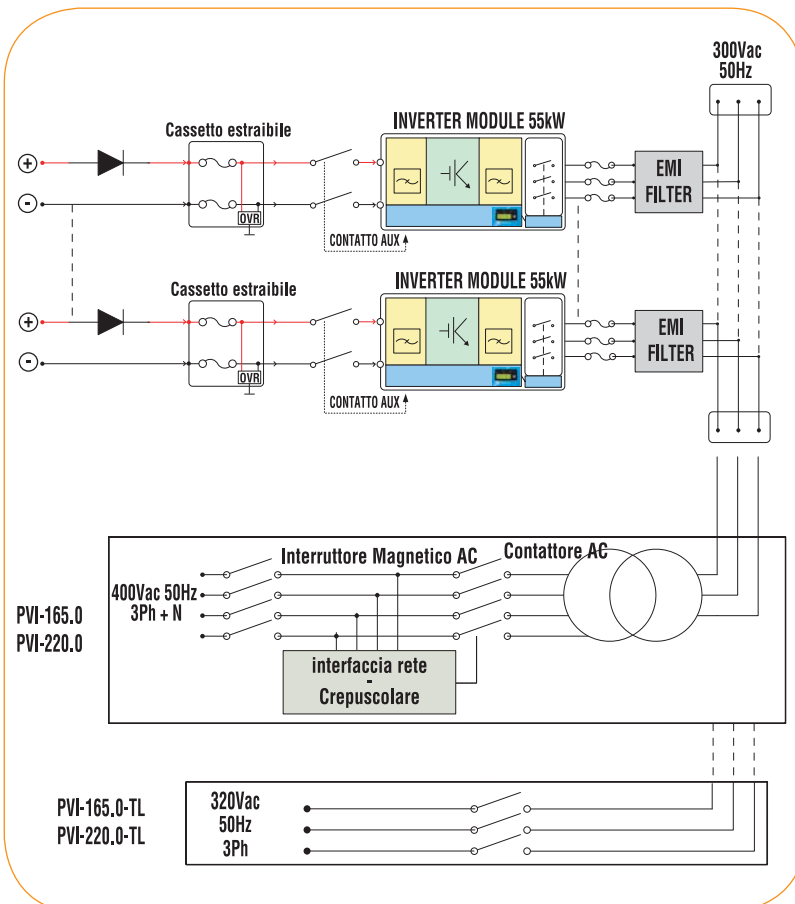 300Vac
50Hz
Cassetto estraibile
INVERTER MODULE 55kW
+
-
OVR
CONTATTO AUX
EMI
FILTER
Cassetto estraibile
INVERTER MODULE 55kW
+
-
OVR
CONTATTO AUX
EMI
FILTER
Interruttore Magnetico AC
Contattore AC
400Vac 50Hz
3Ph + N
PVI-165.0
PVI-220.0
interfaccia rete
-
Crepuscolare
PVI-165.0-TL
PVI-220.0-TL
320Vac
50Hz
3Ph